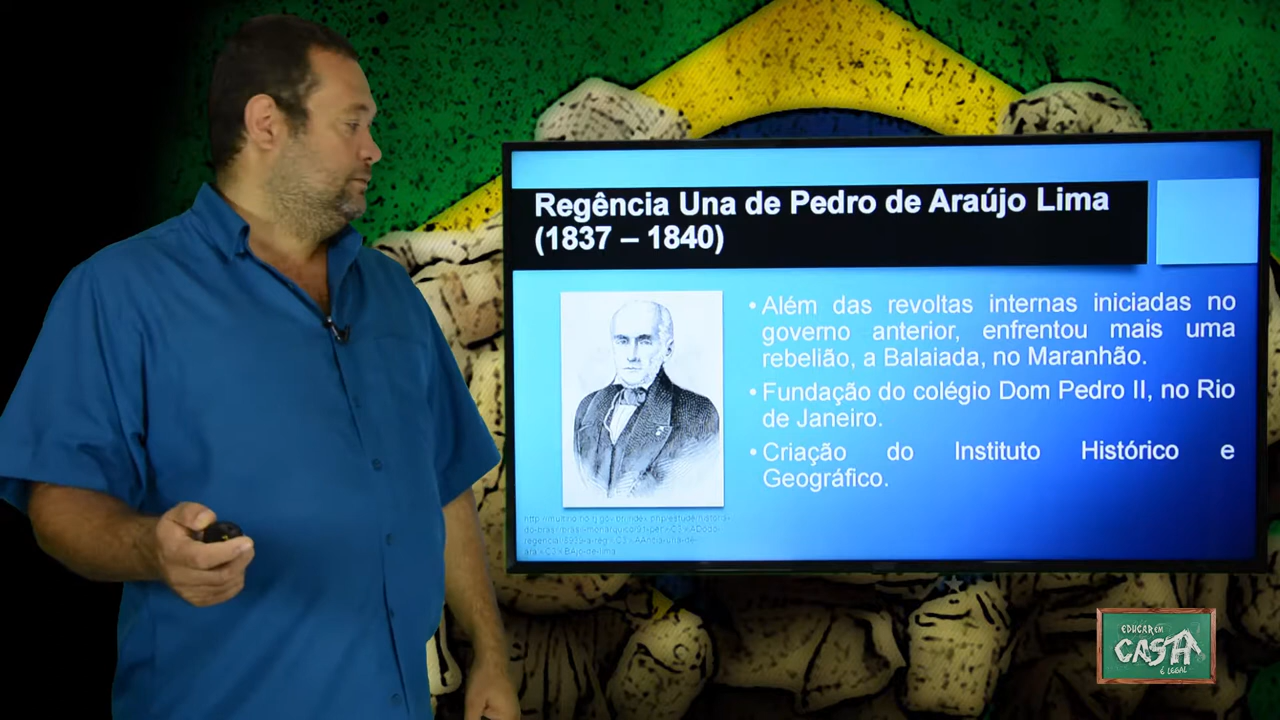 Regência Una de Pedro de Araújo Lima
(1837 – 1840)
• Além das revoltas internas iniciadas no
governo anterior, enfrentou mais uma
rebelião, a Balaiada, no Maranhão.
• Fundação do colégio Dom Pedro II, no Rio
de Janeiro.
• Criação do Instituto Histórico e
Geográfico.
EDUCAR EM
CASA
É LEGAL